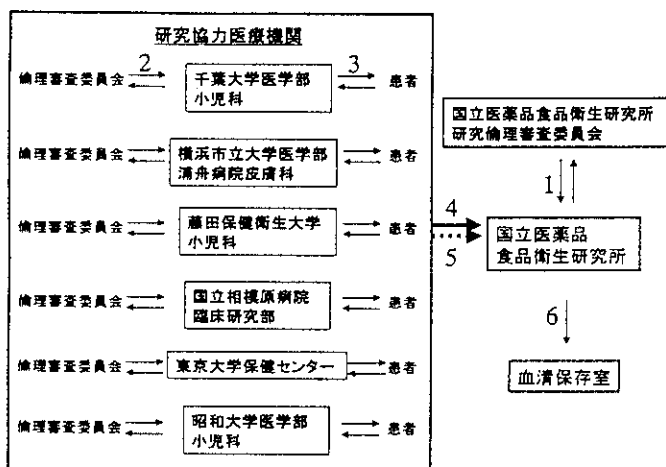 研究協力医療機関
2
3
倫理審査委員会
千葉大学医学部
小児科
患者
倫理審査委員会
横浜市立大学医学部
浦舟病院皮膚科
患者
倫理審査委員会
藤田保健衛生大学
小児科
患者
倫理審査委員会
国立相模原病院
臨床研究部
患者
倫理審査委員会
東京大学保健センター
患者
倫理審査委員会
昭和大学医学部
小児科
患者
国立医薬品食品衛生研究所
研究倫理審査委員会
1
4
5
国立医薬品
食品衛生研究所
6
血清保存室